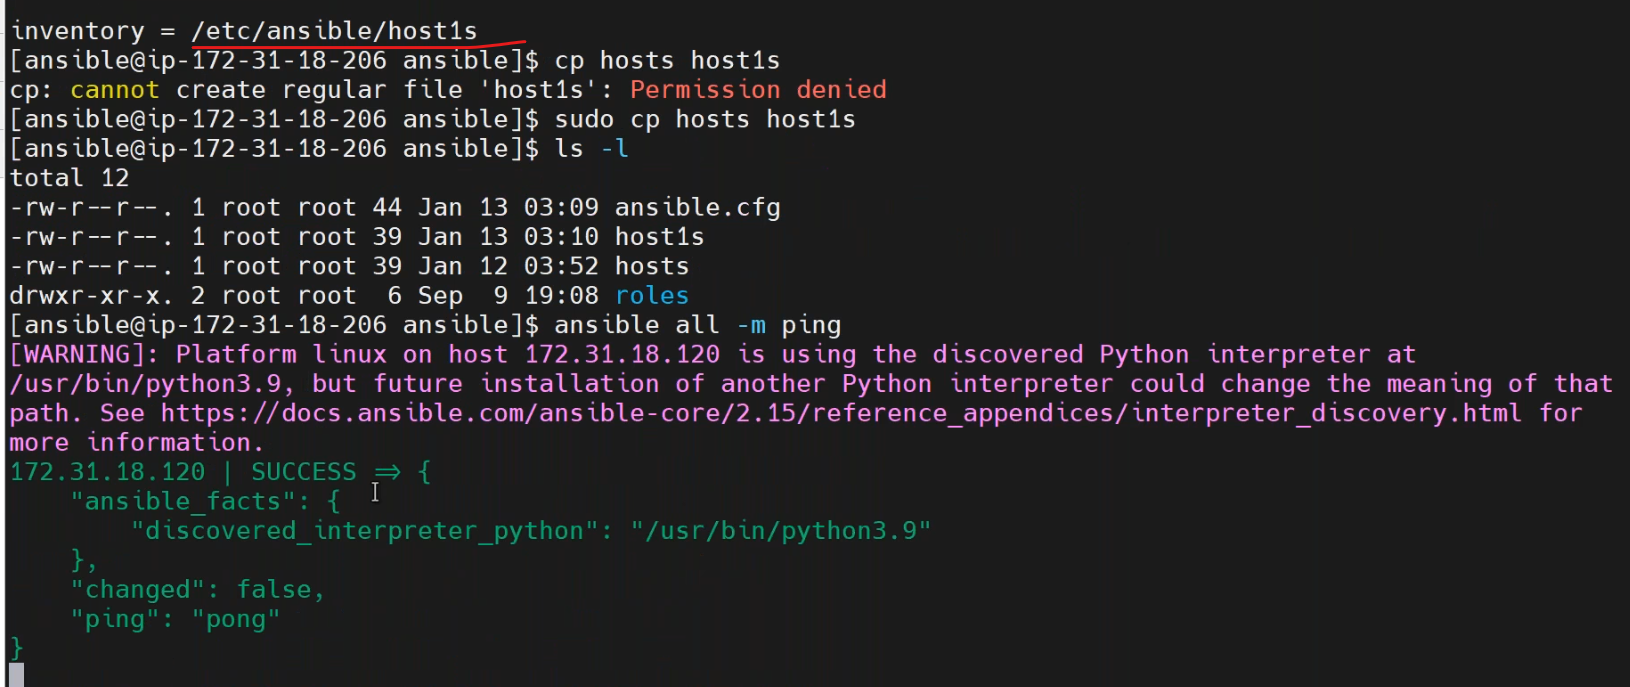 inventory = /etc/ansible/host1s
[ansible@ip-172-31-18-206 ansible]$ cp hosts host1s
cp: cannot create regular file 'host1s': Permission denied
[ansible@ip-172-31-18-206 ansible]$ sudo cp hosts host1s
[ansible@ip-172-31-18-206 ansible]$ ls -l
total 12
-rw-r--r--. 1 root root 44 Jan 13 03:09 ansible.cfg
-rw-r--r--. 1 root root 39 Jan 13 03:10 host1s
-rw-r--r--. 1 root root 39 Jan 12 03:52 hosts
drwxr-xr-x. 2 root root  6 Sep  9 19:08 roles
[ansible@ip-172-31-18-206 ansible]$ ansible all -m ping
[WARNING]: Platform linux on host 172.31.18.120 is using the discovered Python interpreter at
/usr/bin/python3.9, but future installation of another Python interpreter could change the meaning of that
path. See https://docs.ansible.com/ansible-core/2.15/reference_appendices/interpreter_discovery.html for
more information.
172.31.18.120 | SUCCESS => {
    "ansible_facts": {
        "discovered_interpreter_python": "/usr/bin/python3.9"
    },
    "changed": false,
    "ping": "pong"
}